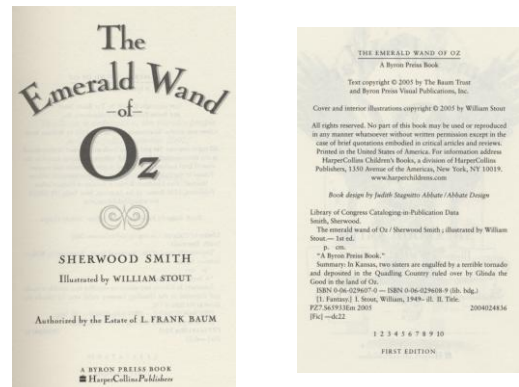 The
Emerald Wand
–of–
Oz
SHERWOOD SMITH
Illustrated by WILLIAM STOUT
Authorized by the Estate of L. FRANK BAUM
A BYRON PREISS BOOK
HarperCollinsPublishers
THE EMERALD WAND OF OZ
A Byron Preiss Book
Text copyright © 2005 by The Baum Trust
and Byron Preiss Visual Publications, Inc.
Cover and interior illustrations copyright © 2005 by William Stout
All rights reserved. No part of this book may be used or reproduced
in any manner whatsoever without written permission except in the
case of brief quotations embodied in critical articles and reviews.
Printed in the United States of America. For information address
HarperCollins Children's Books, a division of HarperCollins
Publishers, 1350 Avenue of the Americas, New York, NY 10019.
www.harperchildrens.com
Book design by Judith Stagnitto Abbate / Abbate Design
Library of Congress Cataloging-in-Publication Data
Smith, Sherwood.
The emerald wand of Oz / Sherwood Smith ; illustrated by William
Stout.— 1st ed.
p. cm.
"A Byron Preiss Book."
Summary: In Kansas, two sisters are engulfed by a terrible tornado
and deposited in the Quadling Country ruled over by Glinda the
Good in the land of Oz.
ISBN 0-06-029607-0 — ISBN 0-06-029608-9 (lib. bdg.)
[1. Fantasy.] I. Stout, William, 1949– ill. II. Title.
PZ7.S65933Em 2005 2004024836
[Fic] —dc22
1 2 3 4 5 6 7 8 9 10
FIRST EDITION